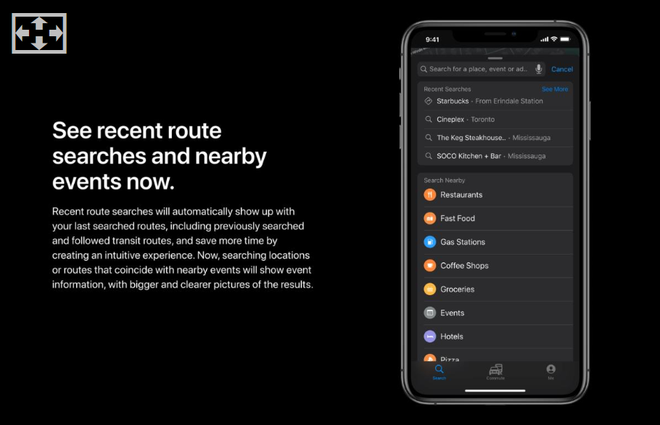 See recent route
searches and nearby
events now.
Recent route searches will automatically show up with
your last searched routes, including previously searched
and followed transit routes, and save more time by
creating an intuitive experience. Now, searching locations
or routes that coincide with nearby events will show event
information, with bigger and clearer pictures of the results.
9:41
Search for a place, event or ad.. Cancel
Recent Searches See More
Starbucks - From Erindale Station
Cineplex - Toronto
The Keg Steakhouse.. - Mississauga
SOCO Kitchen + Bar - Mississauga
Search Nearby
Restaurants
Fast Food
Gas Stations
Coffee Shops
Groceries
Events
Hotels
Pizza
Search Commute Me